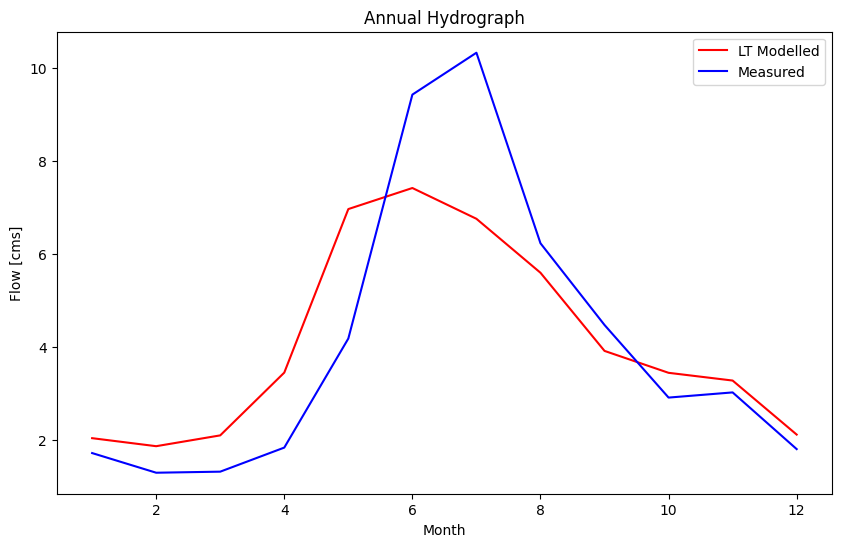 Annual Hydrograph
LT Modelled
Measured
Flow [cms]
10
8
6
4
2
2 4 6 8 10 12
Month